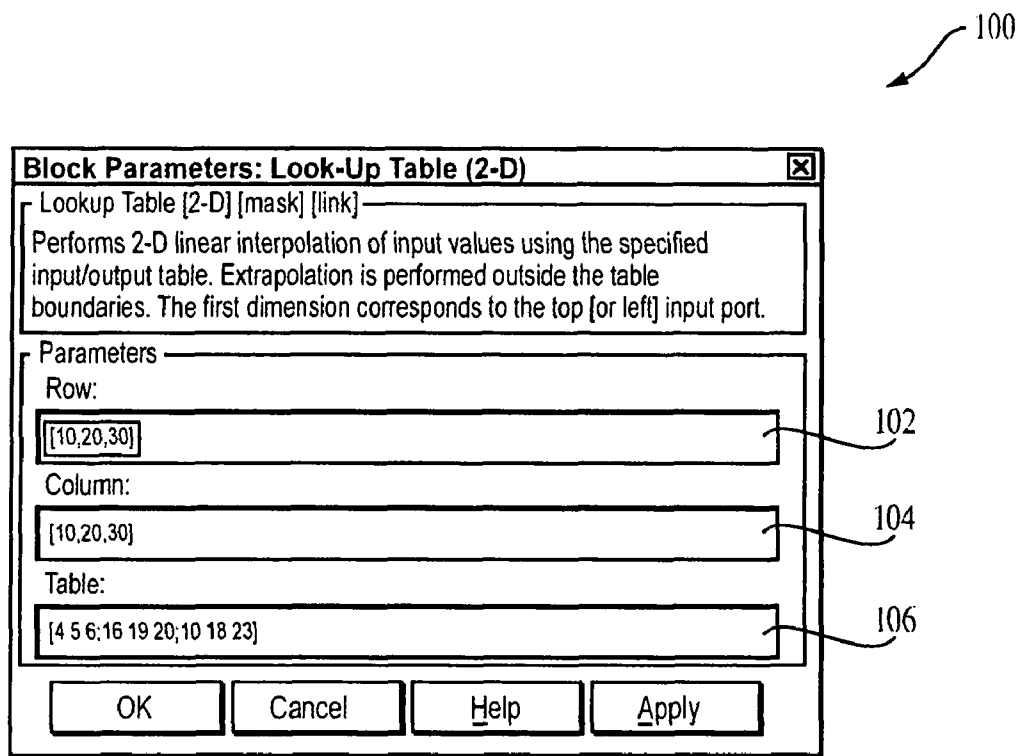 100
Block Parameters: Look-Up Table (2-D)
Lookup Table [2-D] [mask] [link]
Performs 2-D linear interpolation of input values using the specified
input/output table. Extrapolation is performed outside the table
boundaries. The first dimension corresponds to the top [or left] input port.
Parameters
Row:
[10,20,30]
102
Column:
[10,20,30]
104
Table:
[4 5 6;16 19 20;10 18 23]
106
OK Cancel Help Apply